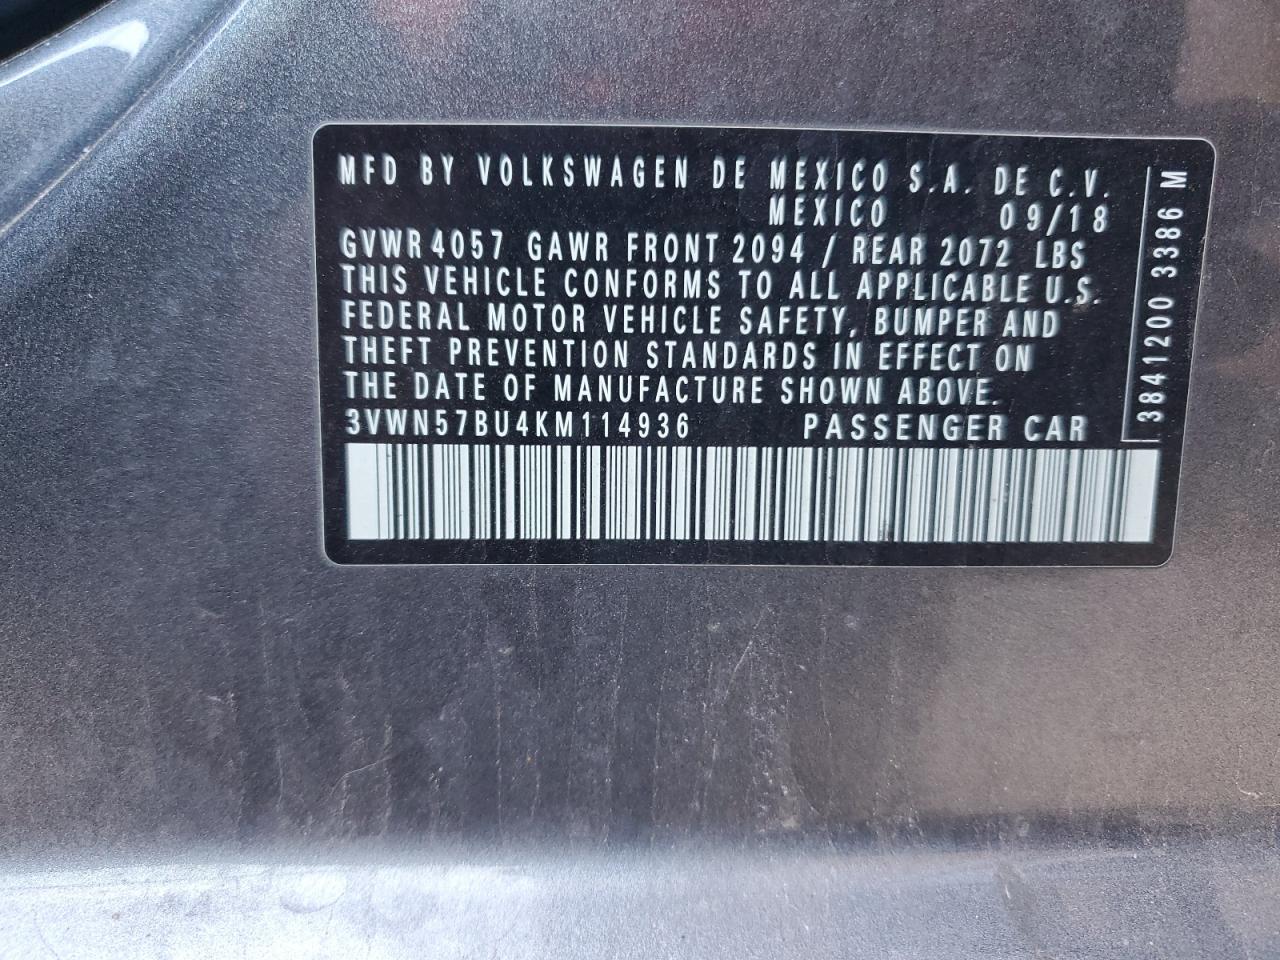 MFD BY VOLKSWAGEN DE MEXICO S.A. DE C.V.
MEXICO 09/18
GVWR 4057 GAWR FRONT 2094 / REAR 2072 LBS
THIS VEHICLE CONFORMS TO ALL APPLICABLE U.S.
FEDERAL MOTOR VEHICLE SAFETY, BUMPER AND
THEFT PREVENTION STANDARDS IN EFFECT ON
THE DATE OF MANUFACTURE SHOWN ABOVE.
3VWN57BU4KM114936 PASSENGER CAR
3841200 3386 M